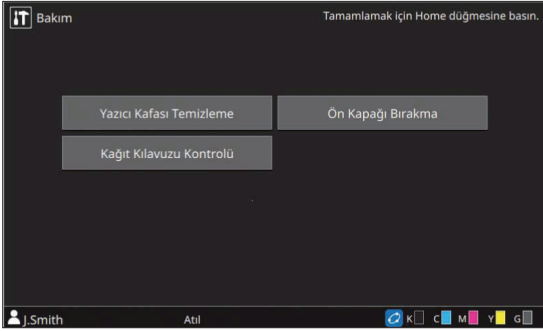 Bakım
Tamamlamak için Home düğmesine basın.
Yazıcı Kafası Temizleme
Ön Kapağı Bırakma
Kağıt Kılavuzu Kontrolü
J.Smith
Atıl
K C M Y G